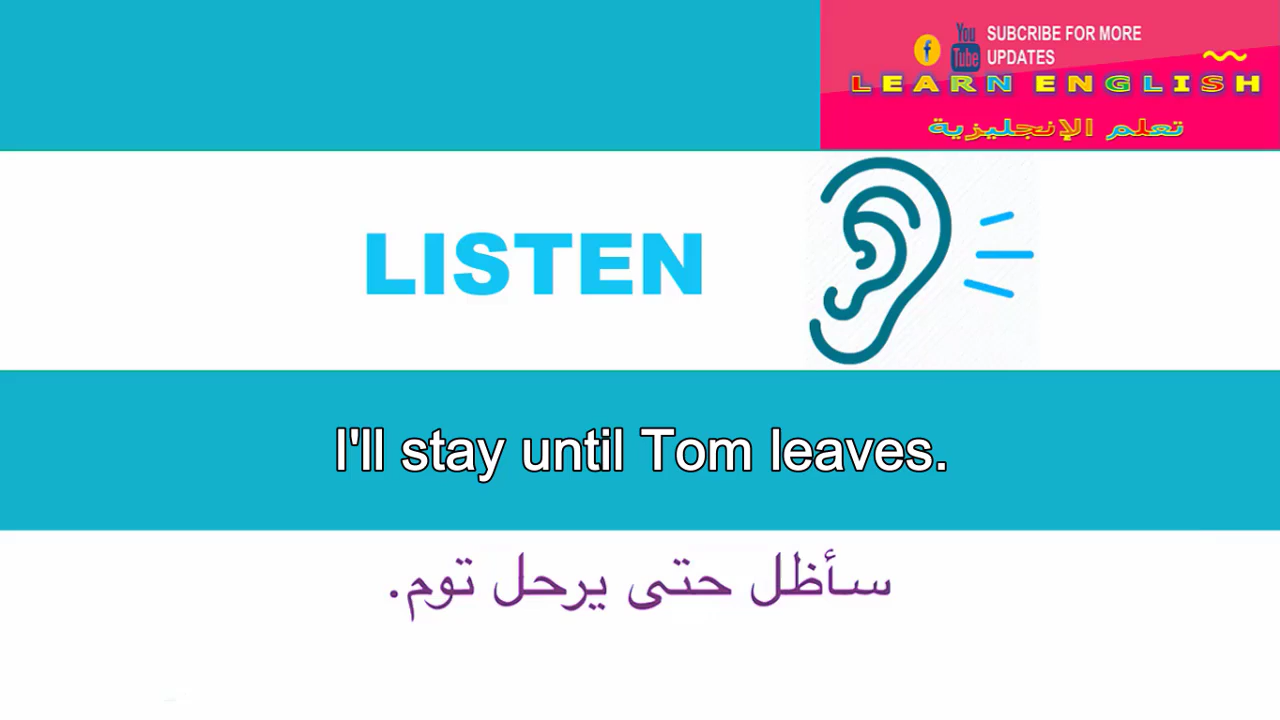 You
Tube
SUBCRIBE FOR MORE
UPDATES
LEARN ENGLISH
تعلم الإنجليزية
LISTEN
I'll stay until Tom leaves.
سأظل حتى يرحل توم.